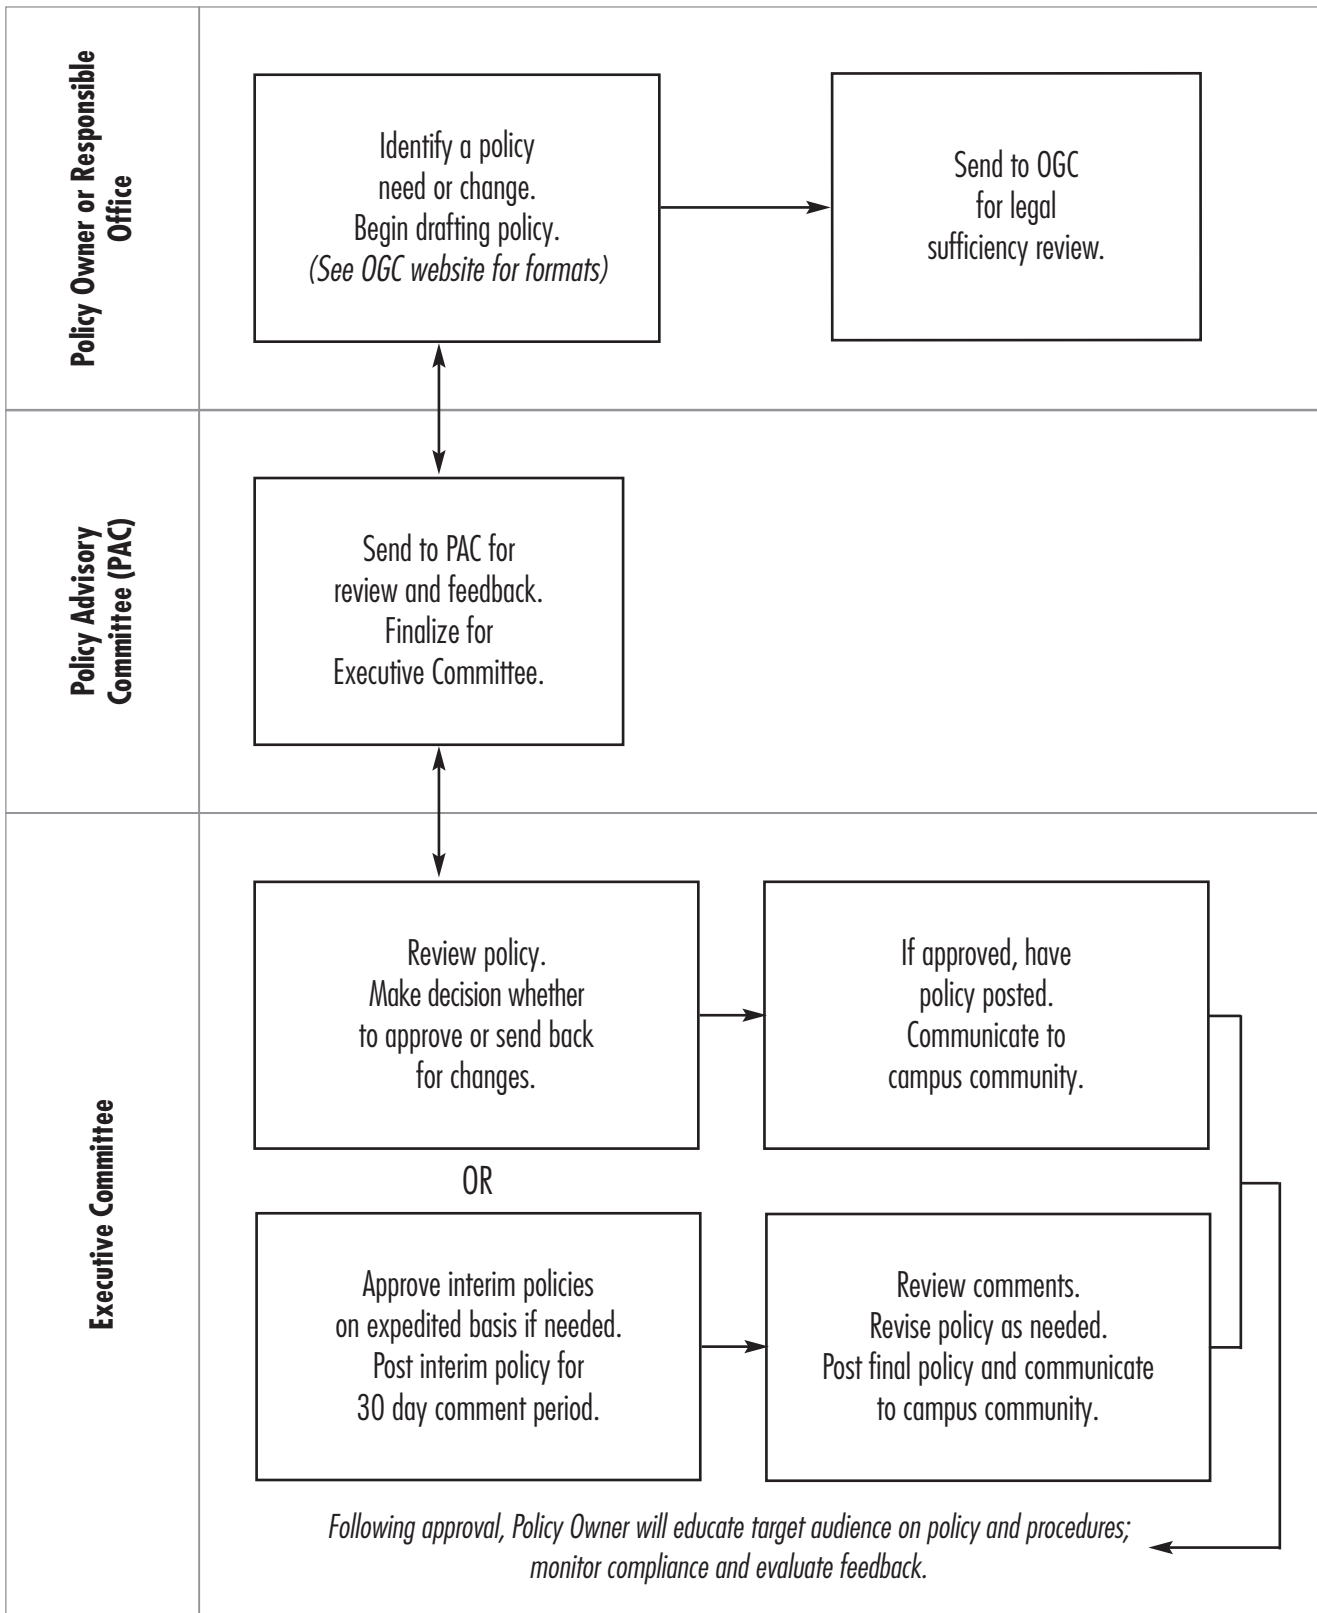 Policy Owner or Responsible
Office
Identify a policy
need or change.
Begin drafting policy.
(See OGC website for formats)
Send to OGC
for legal
sufficiency review.
Policy Advisory
Committee (PAC)
Send to PAC for
review and feedback.
Finalize for
Executive Committee.
Executive Committee
Review policy.
Make decision whether
to approve or send back
for changes.
If approved, have
policy posted.
Communicate to
campus community.
OR
Approve interim policies
on expedited basis if needed.
Post interim policy for
30 day comment period.
Review comments.
Revise policy as needed.
Post final policy and communicate
to campus community.
Following approval, Policy Owner will educate target audience on policy and procedures;
monitor compliance and evaluate feedback.